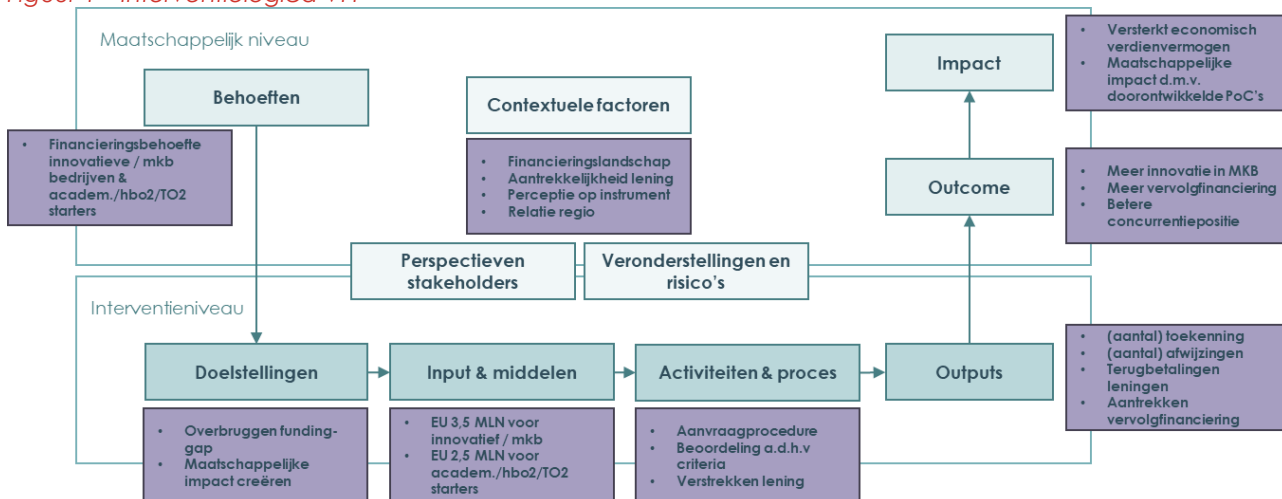 Maatschappelijk niveau
Behoeften
• Financieringsbehoefte
innovatieve / mkb
bedrijven &
academ./hbo2/TO2
starters
Contextuele factoren
• Financieringslandschap
• Aantrekkelijkheid lening
• Perceptie op instrument
• Relatie regio
Impact
• Versterkt economisch
verdienvermogen
• Maatschappelijke
impact d.m.v.
doorontwikkelde PoC's
Outcome
• Meer innovatie in MKB
• Meer vervolgfinanciering
• Betere
concurrentiepositie
Perspectieven
stakeholders
Veronderstellingen en
risico's
Interventieniveau
Doelstellingen
• Overbruggen funding-
gap
• Maatschappelijke
impact creëren
Input & middelen
• EU 3,5 MLN voor
innovatief / mkb
• EU 2,5 MLN voor
academ./hbo2/TO2
starters
Activiteiten & proces
• Aanvraagprocedure
• Beoordeling a.d.h.v
criteria
• Verstrekken lening
Outputs
• (aantal) toekenning
• (aantal) afwijzingen
• Terugbetalingen
leningen
• Aantrekken
vervolgfinanciering